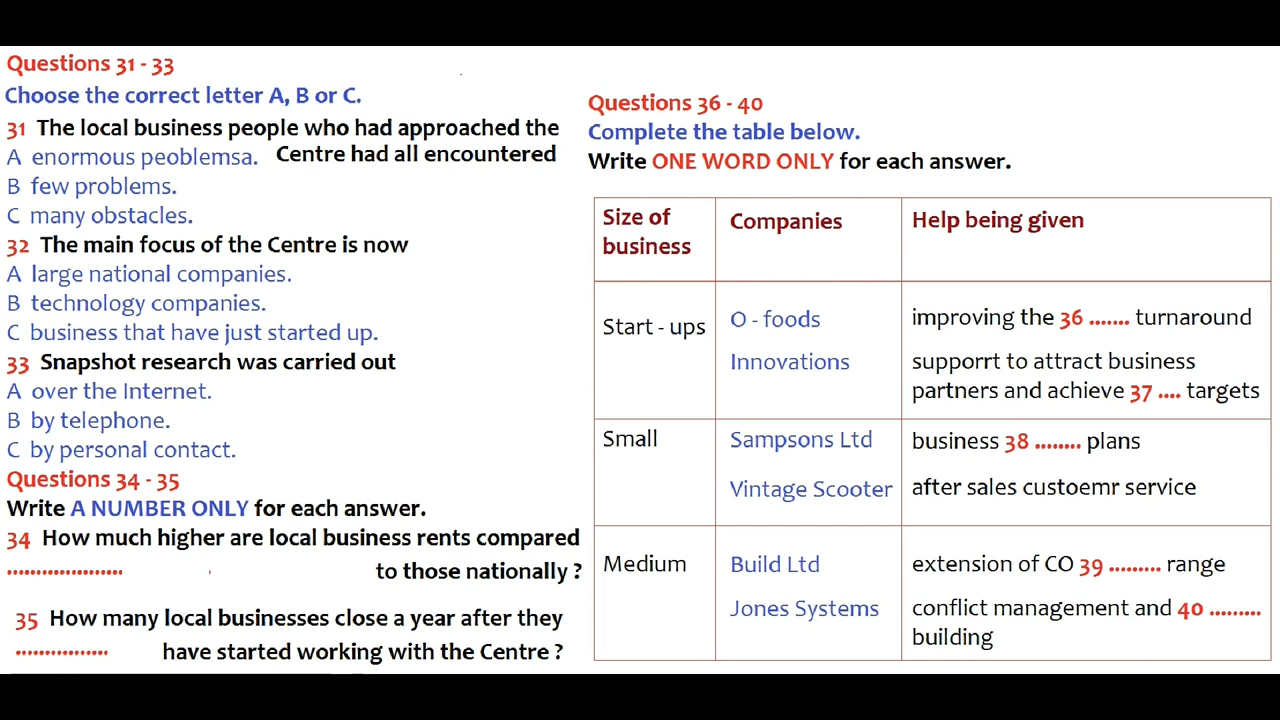 Questions 31 - 33
Choose the correct letter A, B or C.
31 The local business people who had approached the
Centre had all encountered
A enormous peoblemsa.
B few problems.
C many obstacles.
32 The main focus of the Centre is now
A large national companies.
B technology companies.
C business that have just started up.
33 Snapshot research was carried out
A over the Internet.
B by telephone.
C by personal contact.
Questions 34 - 35
Write A NUMBER ONLY for each answer.
34 How much higher are local business rents compared
to those nationally ?
....................
35 How many local businesses close a year after they
have started working with the Centre ?
................
Questions 36 - 40
Complete the table below.
Write ONE WORD ONLY for each answer.
Size of
business
Companies
Help being given
Start - ups
O - foods
improving the 36 ....... turnaround
Innovations
supporrt to attract business
partners and achieve 37 .... targets
Small
Sampsons Ltd
business 38 ........ plans
Vintage Scooter
after sales custoemr service
Medium
Build Ltd
extension of CO 39 ......... range
Jones Systems
conflict management and 40 .........
building